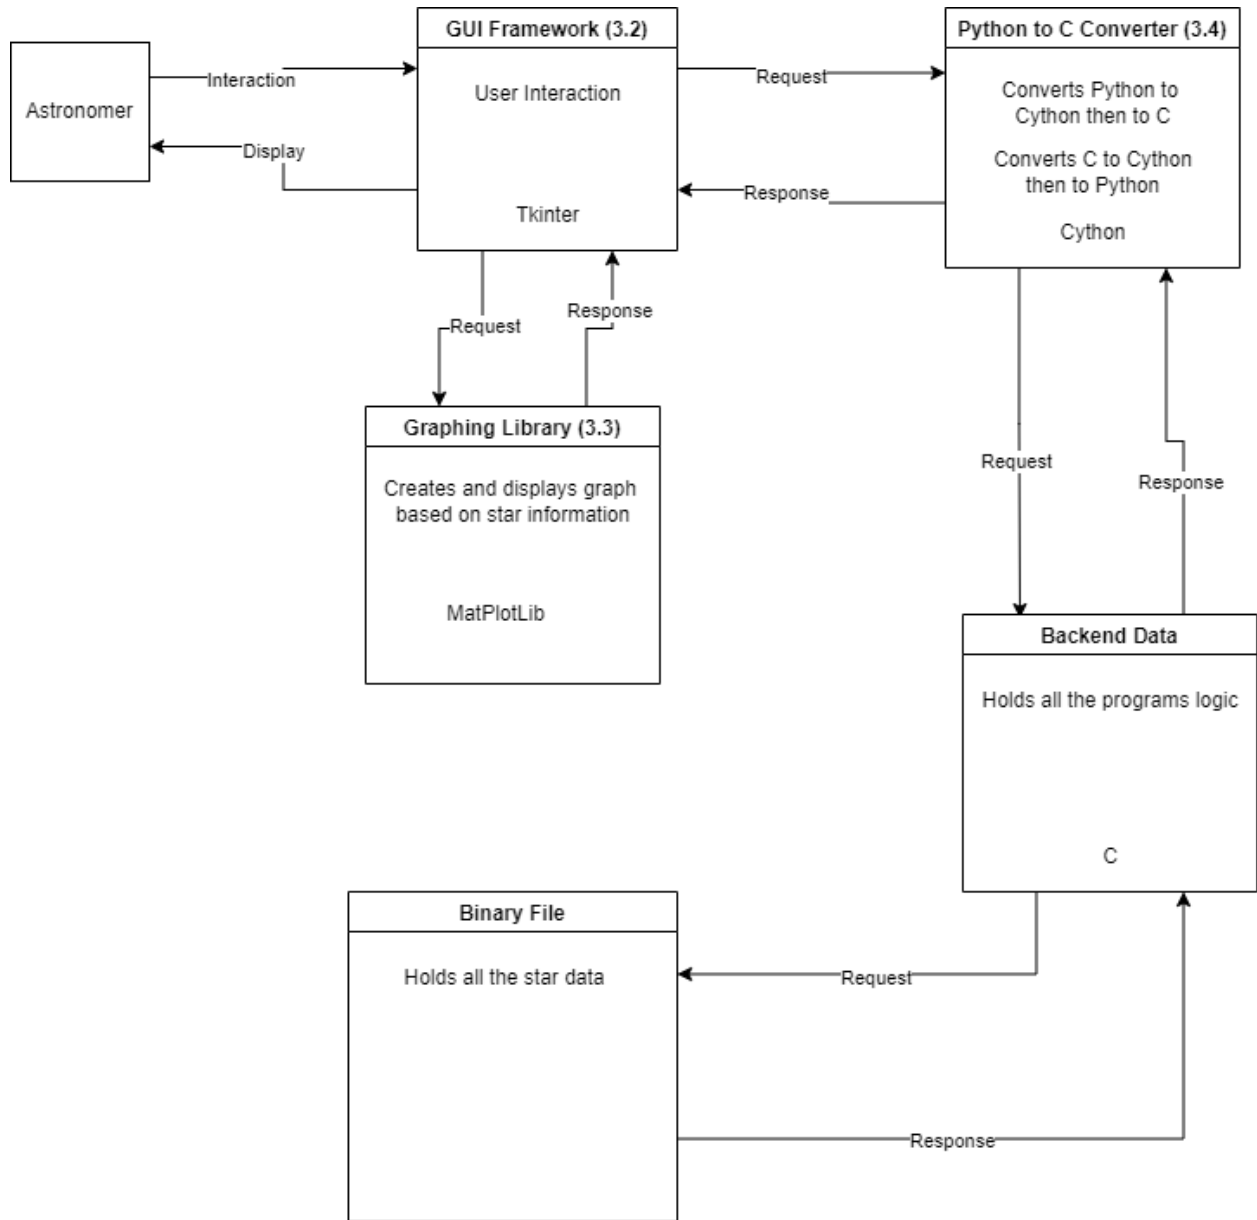 GUI Framework (3.2)
Python to C Converter (3.4)
Astronomer
Interaction
Display
User Interaction
Tkinter
Request
Response
Converts Python to
Cython then to C
Converts C to Cython
then to Python
Cython
Request
Response
Graphing Library (3.3)
Creates and displays graph
based on star information
MatPlotLib
Request
Response
Backend Data
Holds all the programs logic
C
Binary File
Holds all the star data
Request
Response